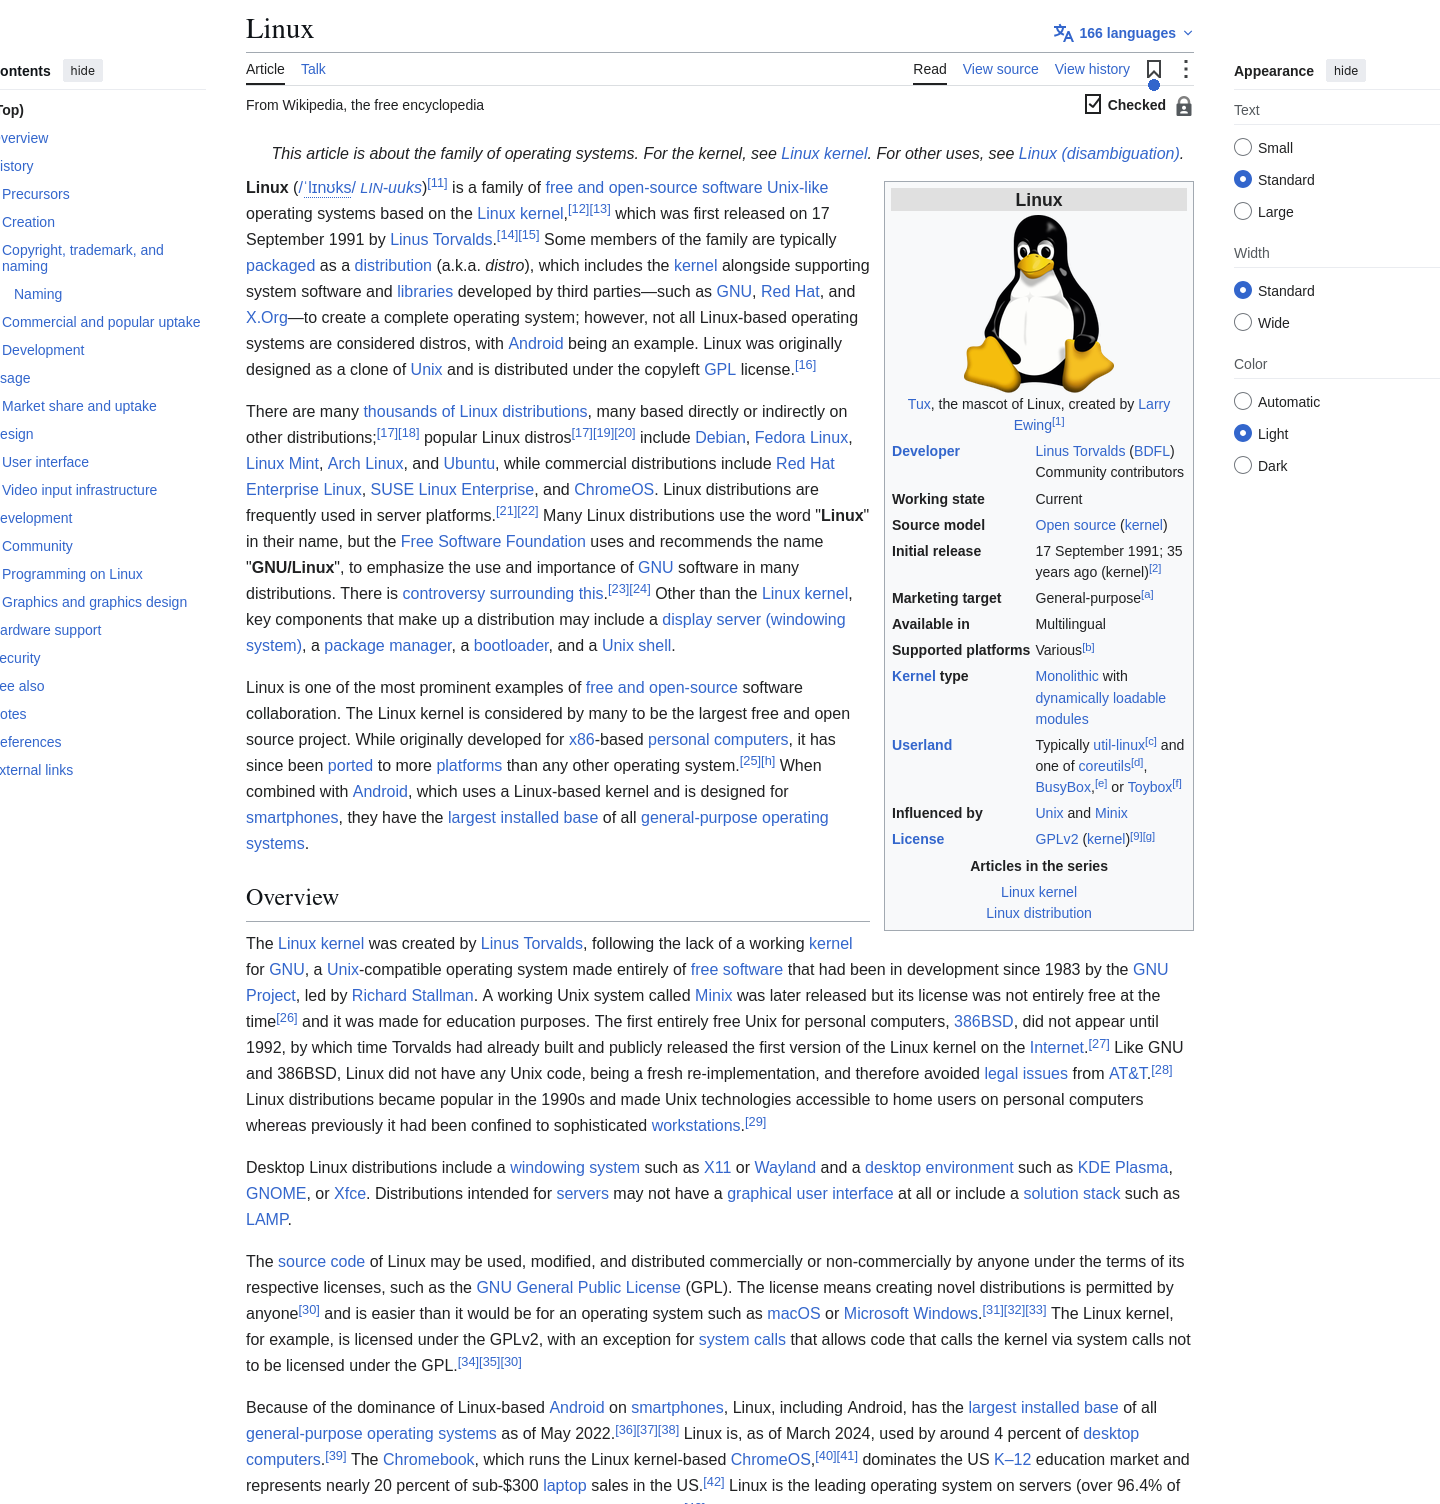 Linux
166 languages
Article Talk Read View source View history
From Wikipedia, the free encyclopedia
Checked
ontents hide
Top)
verview
istory
Precursors
Creation
Copyright, trademark, and
naming
Naming
Commercial and popular uptake
Development
sage
Market share and uptake
esign
User interface
Video input infrastructure
evelopment
Community
Programming on Linux
Graphics and graphics design
ardware support
ecurity
ee also
otes
eferences
xternal links
This article is about the family of operating systems. For the kernel, see Linux kernel. For other uses, see Linux (disambiguation).
Linux (/ˈlɪnʊks/ LIN-uuks)[11] is a family of free and open-source software Unix-like
operating systems based on the Linux kernel,[12][13] which was first released on 17
September 1991 by Linus Torvalds.[14][15] Some members of the family are typically
packaged as a distribution (a.k.a. distro), which includes the kernel alongside supporting
system software and libraries developed by third parties—such as GNU, Red Hat, and
X.Org—to create a complete operating system; however, not all Linux-based operating
systems are considered distros, with Android being an example. Linux was originally
designed as a clone of Unix and is distributed under the copyleft GPL license.[16]
There are many thousands of Linux distributions, many based directly or indirectly on
other distributions;[17][18] popular Linux distros[17][19][20] include Debian, Fedora Linux,
Linux Mint, Arch Linux, and Ubuntu, while commercial distributions include Red Hat
Enterprise Linux, SUSE Linux Enterprise, and ChromeOS. Linux distributions are
frequently used in server platforms.[21][22] Many Linux distributions use the word "Linux"
in their name, but the Free Software Foundation uses and recommends the name
"GNU/Linux", to emphasize the use and importance of GNU software in many
distributions. There is controversy surrounding this.[23][24] Other than the Linux kernel,
key components that make up a distribution may include a display server (windowing
system), a package manager, a bootloader, and a Unix shell.
Linux is one of the most prominent examples of free and open-source software
collaboration. The Linux kernel is considered by many to be the largest free and open
source project. While originally developed for x86-based personal computers, it has
since been ported to more platforms than any other operating system.[25][h] When
combined with Android, which uses a Linux-based kernel and is designed for
smartphones, they have the largest installed base of all general-purpose operating
systems.
Linux
Tux, the mascot of Linux, created by Larry
Ewing[1]
Developer Linus Torvalds (BDFL)
Community contributors
Working state Current
Source model Open source (kernel)
Initial release 17 September 1991; 35
years ago (kernel)[2]
Marketing target General-purpose[a]
Available in Multilingual
Supported platforms Various[b]
Kernel type Monolithic with
dynamically loadable
modules
Userland Typically util-linux[c] and
one of coreutils[d],
BusyBox,[e] or Toybox[f]
Influenced by Unix and Minix
License GPLv2 (kernel)[9][g]
Articles in the series
Linux kernel
Linux distribution
Overview
The Linux kernel was created by Linus Torvalds, following the lack of a working kernel
for GNU, a Unix-compatible operating system made entirely of free software that had been in development since 1983 by the GNU
Project, led by Richard Stallman. A working Unix system called Minix was later released but its license was not entirely free at the
time[26] and it was made for education purposes. The first entirely free Unix for personal computers, 386BSD, did not appear until
1992, by which time Torvalds had already built and publicly released the first version of the Linux kernel on the Internet.[27] Like GNU
and 386BSD, Linux did not have any Unix code, being a fresh re-implementation, and therefore avoided legal issues from AT&T.[28]
Linux distributions became popular in the 1990s and made Unix technologies accessible to home users on personal computers
whereas previously it had been confined to sophisticated workstations.[29]
Desktop Linux distributions include a windowing system such as X11 or Wayland and a desktop environment such as KDE Plasma,
GNOME, or Xfce. Distributions intended for servers may not have a graphical user interface at all or include a solution stack such as
LAMP.
The source code of Linux may be used, modified, and distributed commercially or non-commercially by anyone under the terms of its
respective licenses, such as the GNU General Public License (GPL). The license means creating novel distributions is permitted by
anyone[30] and is easier than it would be for an operating system such as macOS or Microsoft Windows.[31][32][33] The Linux kernel,
for example, is licensed under the GPLv2, with an exception for system calls that allows code that calls the kernel via system calls not
to be licensed under the GPL.[34][35][30]
Because of the dominance of Linux-based Android on smartphones, Linux, including Android, has the largest installed base of all
general-purpose operating systems as of May 2022.[36][37][38] Linux is, as of March 2024, used by around 4 percent of desktop
computers.[39] The Chromebook, which runs the Linux kernel-based ChromeOS,[40][41] dominates the US K–12 education market and
represents nearly 20 percent of sub-$300 laptop sales in the US.[42] Linux is the leading operating system on servers (over 96.4% of
Appearance hide
Text
Small
Standard
Large
Width
Standard
Wide
Color
Automatic
Light
Dark